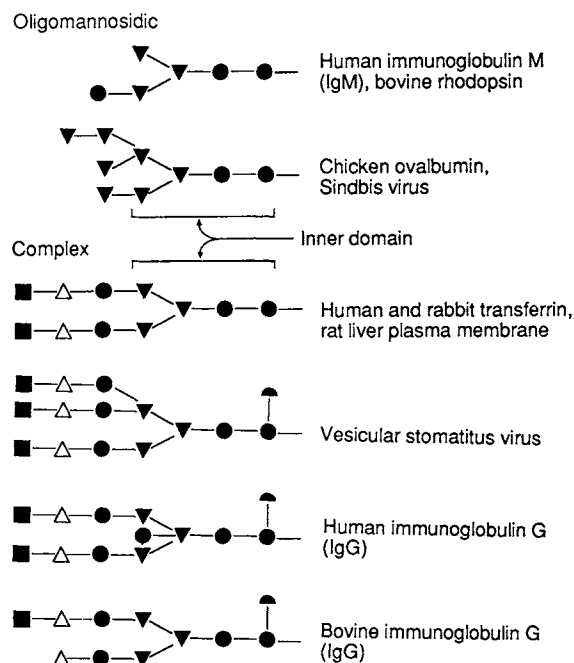 Oligomannosidic
Human immunoglobulin M
(IgM), bovine rhodopsin
Chicken ovalbumin,
Sindbis virus
Inner domain
Complex
Human and rabbit transferrin,
rat liver plasma membrane
Vesicular stomatitus virus
Human immunoglobulin G
(IgG)
Bovine immunoglobulin G
(IgG)